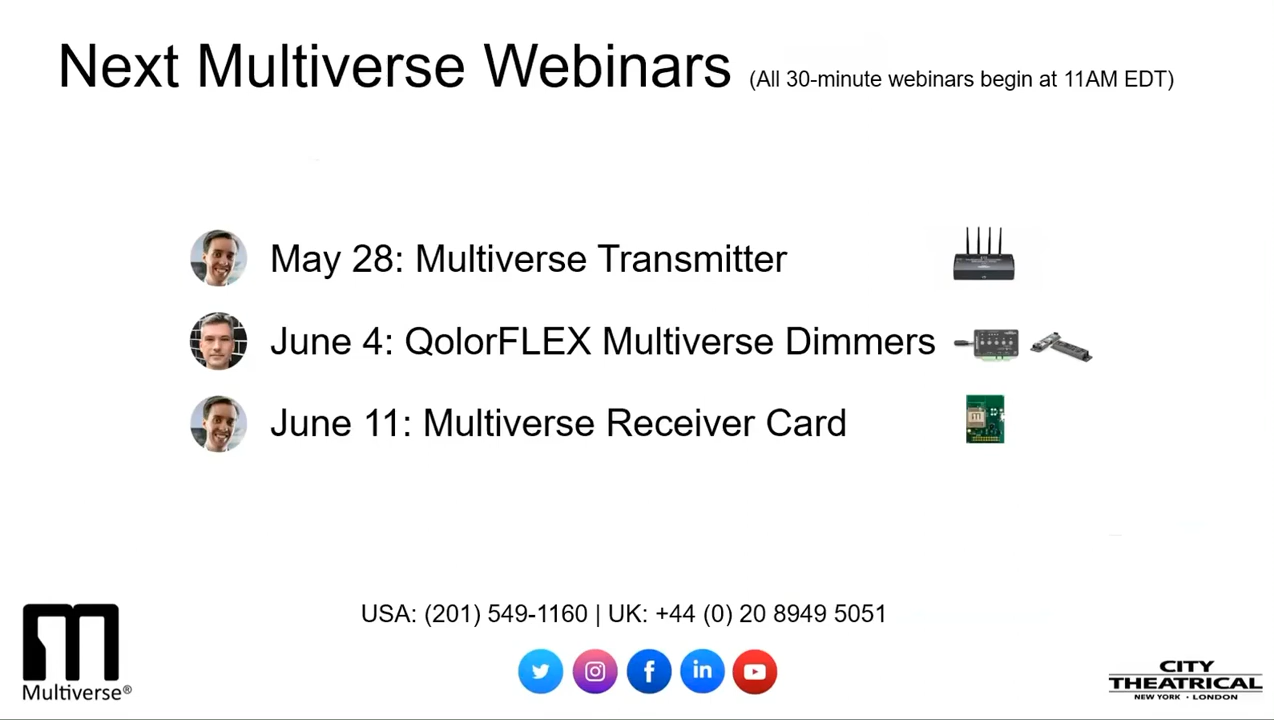 Next Multiverse Webinars (All 30-minute webinars begin at 11AM EDT)
May 28: Multiverse Transmitter
June 4: QolorFLEX Multiverse Dimmers
June 11: Multiverse Receiver Card
USA: (201) 549-1160 | UK: +44 (0) 20 8949 5051
Multiverse®
CITY
THEATRICAL
NEW YORK • LONDON